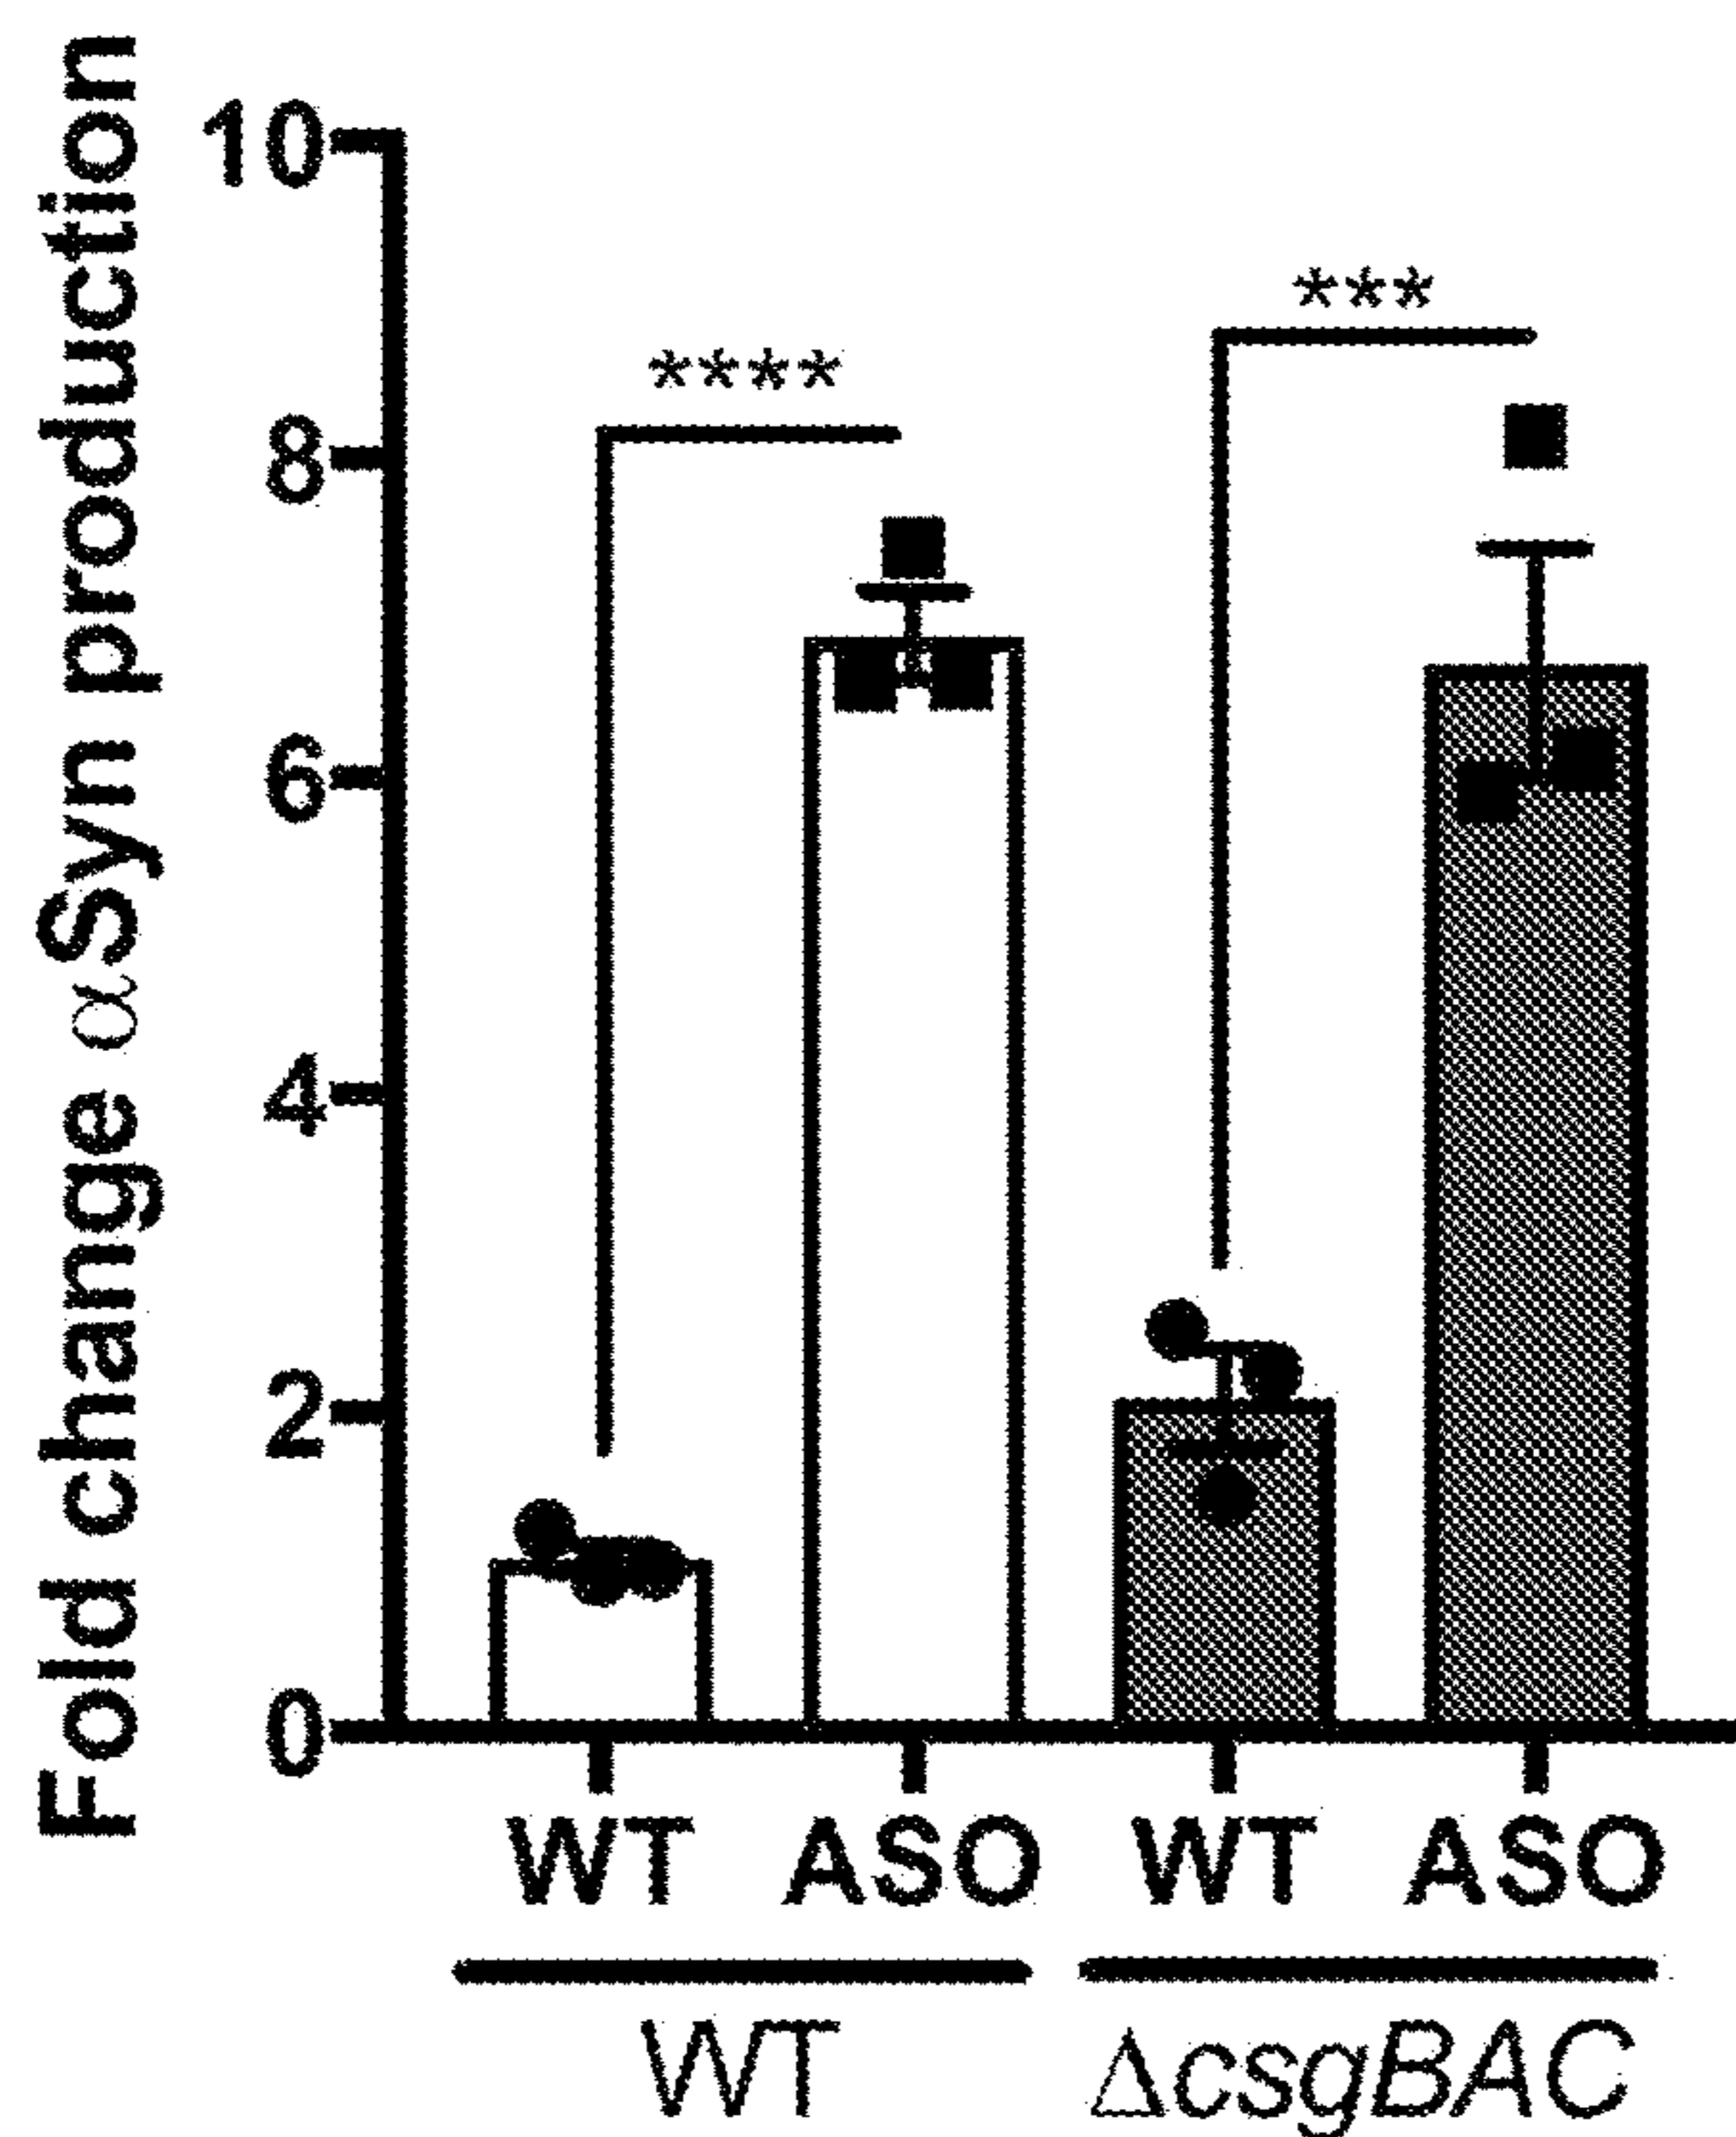 Fold change αSyn production
10
8
6
4
2
0
****
***
WT ASO WT ASO
WT ΔcsgBAC